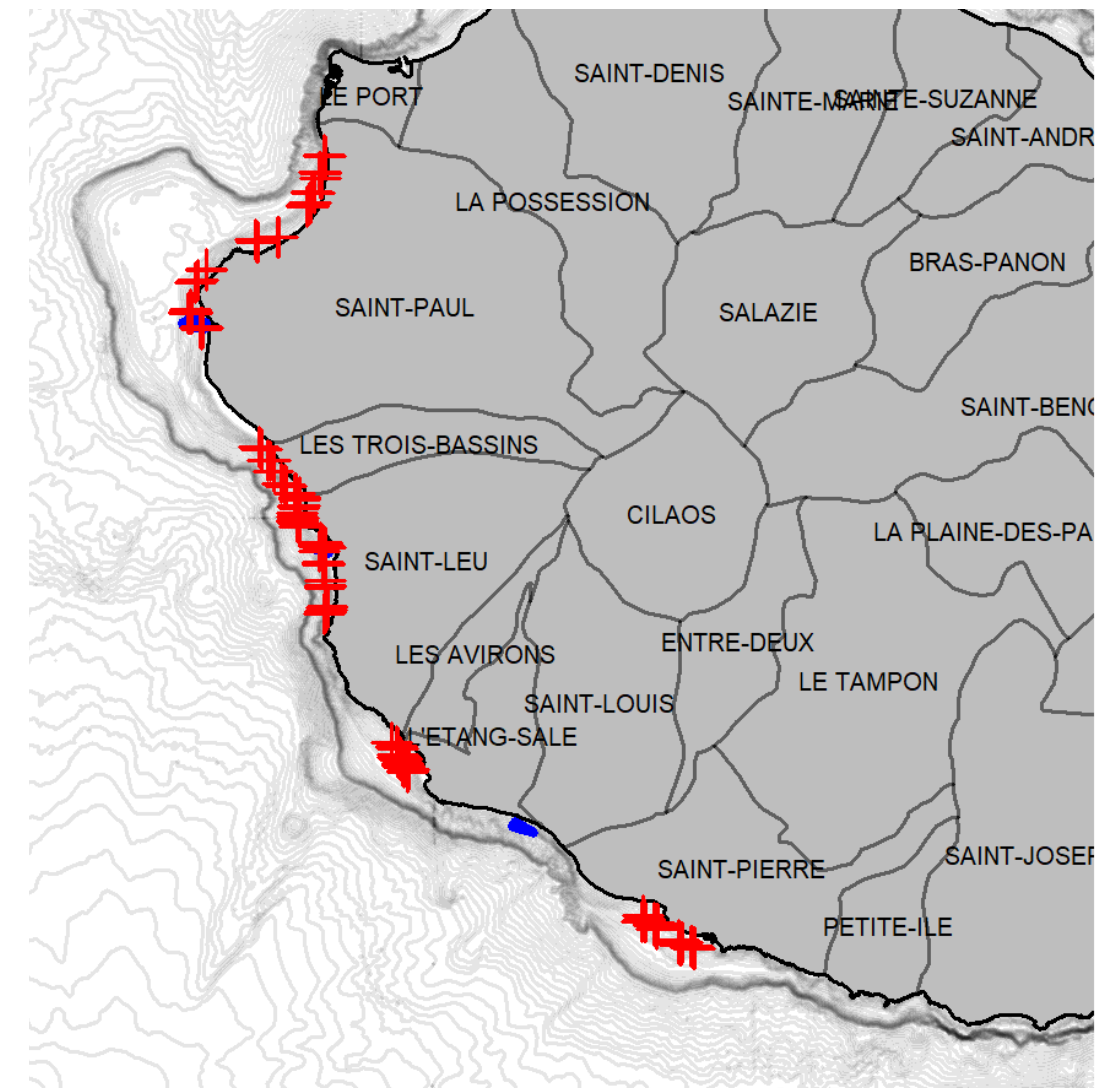 SAINT-DENIS
LE PORT
SAINTE-MARIE
SAINTE-SUZANNE
SAINT-ANDR
LA POSSESSION
BRAS-PANON
SAINT-PAUL
SALAZIE
SAINT-BENO
LES TROIS-BASSINS
CILAOS
LA PLAINE-DES-PA
SAINT-LEU
ENTRE-DEUX
LES AVIRONS
LE TAMPON
SAINT-LOUIS
L'ETANG-SALE
SAINT-PIERRE
SAINT-JOSEP
PETITE-ILE